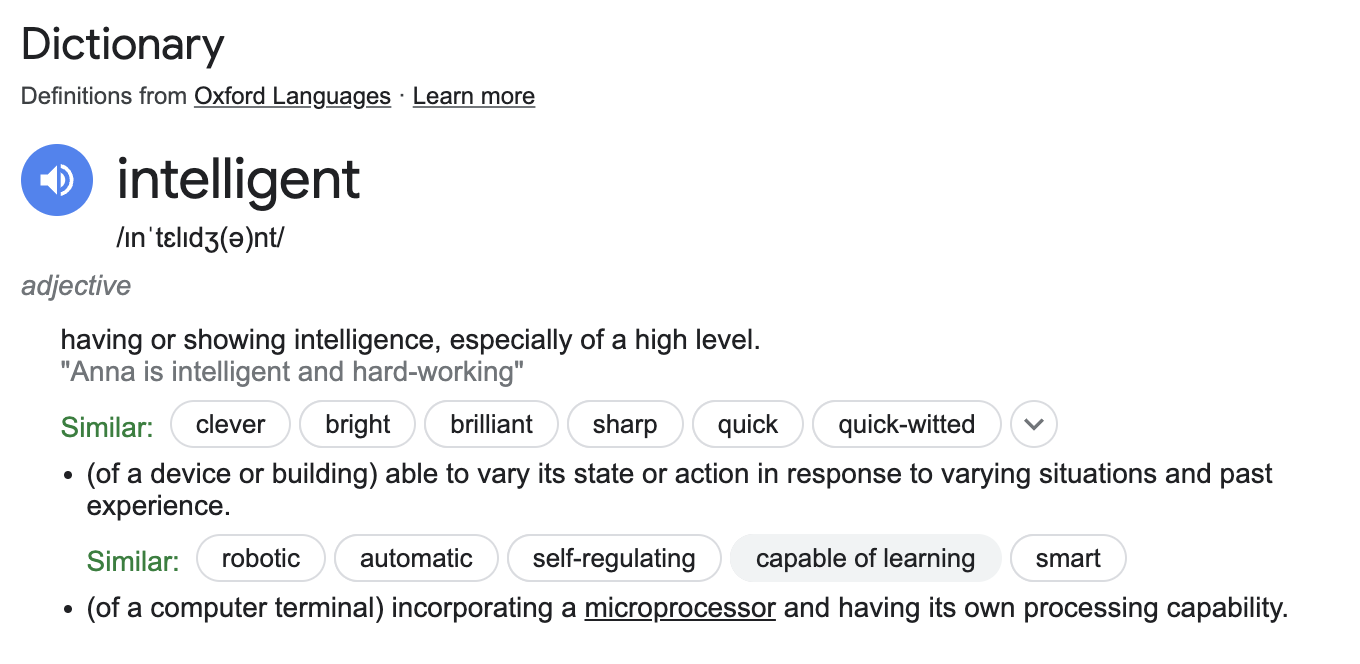 Dictionary
Definitions from Oxford Languages · Learn more
intelligent
/ɪnˈtɛlɪdʒ(ə)nt/
adjective
having or showing intelligence, especially of a high level.
"Anna is intelligent and hard-working"
Similar: clever bright brilliant sharp quick quick-witted
• (of a device or building) able to vary its state or action in response to varying situations and past
experience.
Similar: robotic automatic self-regulating capable of learning smart
• (of a computer terminal) incorporating a microprocessor and having its own processing capability.